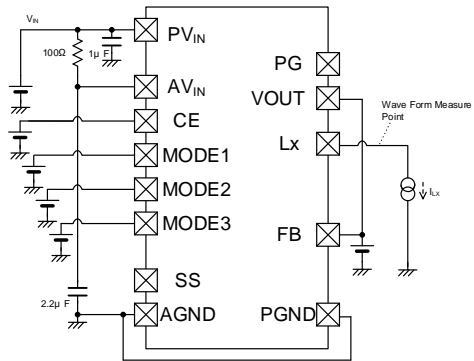 VIN
PVIN
100Ω
1μ F
PG
AVIN
VOUT
Wave Form Measure
Point
CE
Lx
MODE1
MODE2
ILX
MODE3
FB
SS
2.2μ F
AGND
PGND